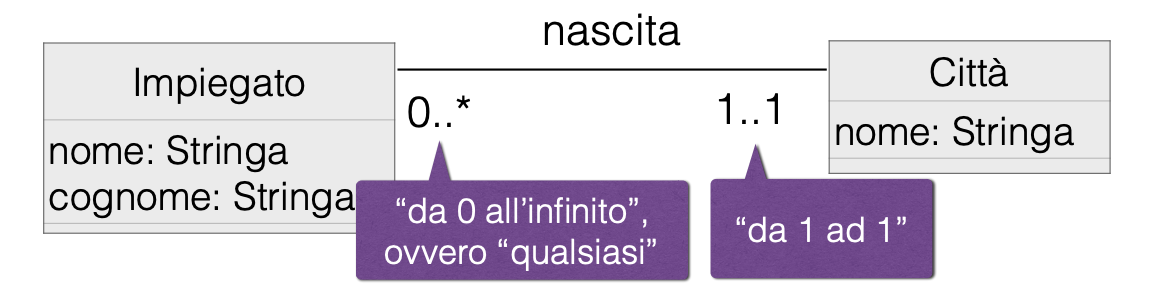 nascita
Impiegato
nome: Stringa
cognome: Stringa
0..*
1..1
Città
nome: Stringa
“da 0 all’infinito”,
ovvero “qualsiasi”
“da 1 ad 1”